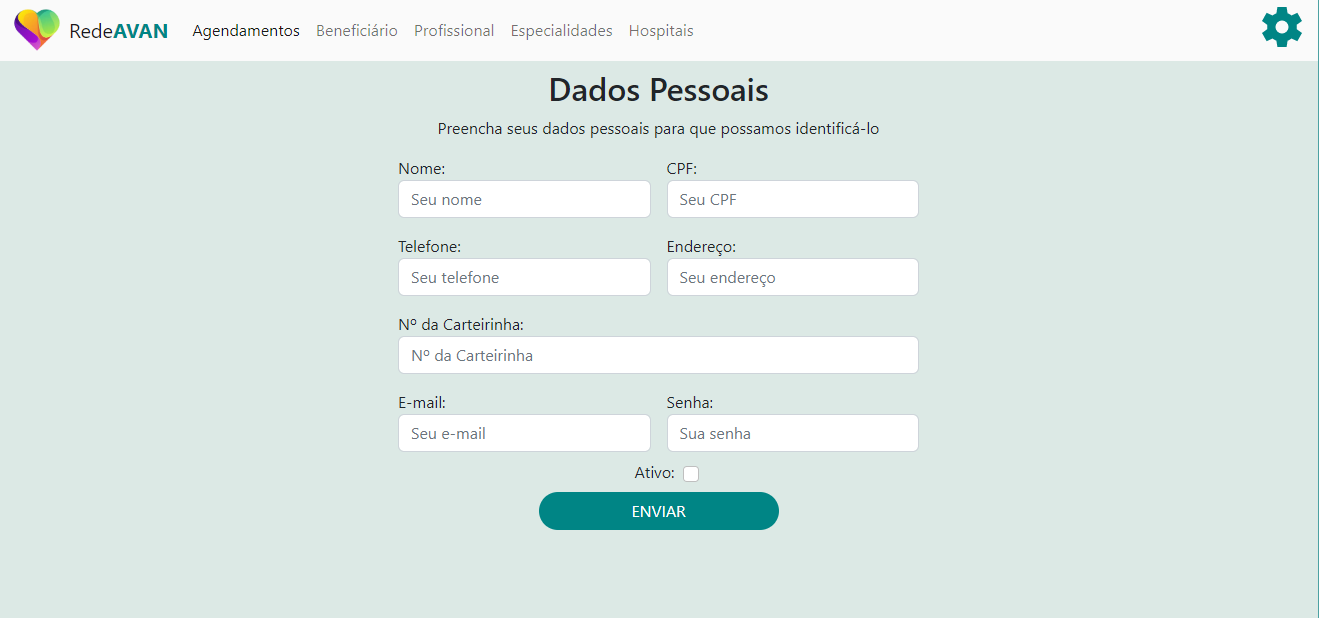 RedeAVAN Agendamentos Beneficiário Profissional Especialidades Hospitais
Dados Pessoais
Preencha seus dados pessoais para que possamos identificá-lo
Nome: CPF:
Seu nome Seu CPF
Telefone: Endereço:
Seu telefone Seu endereço
Nº da Carteirinha:
Nº da Carteirinha
E-mail: Senha:
Seu e-mail Sua senha
Ativo:
ENVIAR